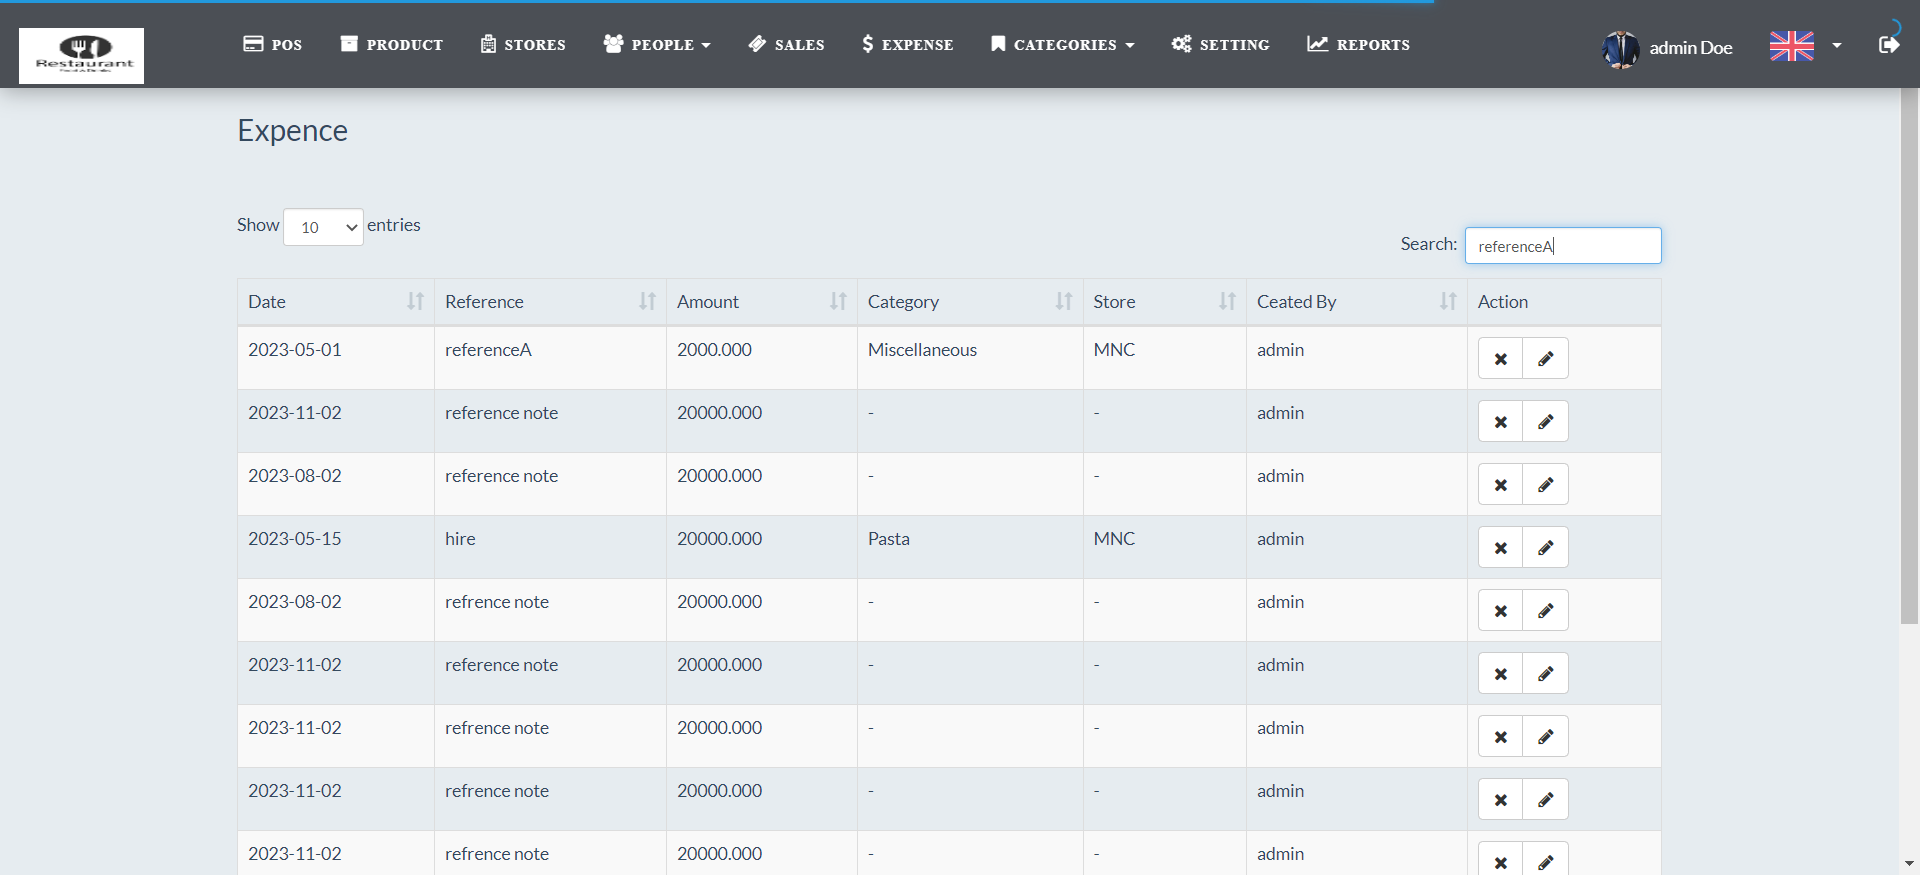 Restaurant
POS PRODUCT STORES PEOPLE SALES EXPENSE CATEGORIES SETTING REPORTS admin Doe
Expence
Show 10 entries
Search: referenceA
Date Reference Amount Category Store Ceated By Action
2023-05-01 referenceA 2000.000 Miscellaneous MNC admin
2023-11-02 reference note 20000.000 - - admin
2023-08-02 reference note 20000.000 - - admin
2023-05-15 hire 20000.000 Pasta MNC admin
2023-08-02 refrence note 20000.000 - - admin
2023-11-02 reference note 20000.000 - - admin
2023-11-02 refrence note 20000.000 - - admin
2023-11-02 refrence note 20000.000 - - admin
2023-11-02 refrence note 20000.000 - - admin